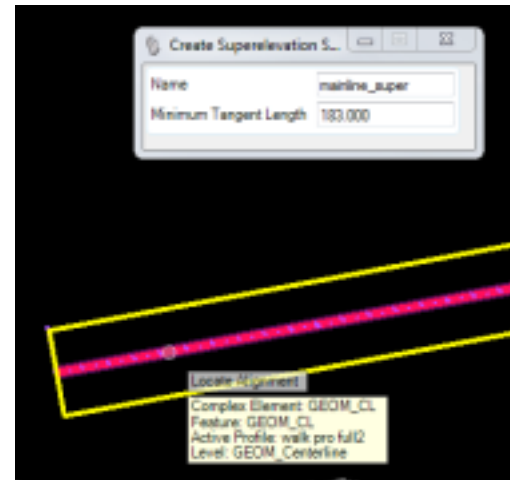 Create Superelevation S...
Name mainline_super
Minimum Tangent Length 183.000
Locate Alignment
Complex Element: GEOM_CL
Feature: GEOM_CL
Active Profile: walk pro full2
Level: GEOM_Centerline